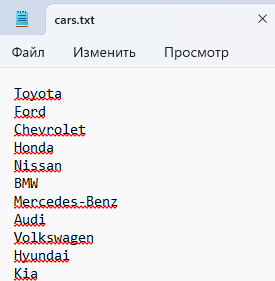 cars.txt
Файл Изменить Просмотр
Toyota
Ford
Chevrolet
Honda
Nissan
BMW
Mercedes-Benz
Audi
Volkswagen
Hyundai
Kia